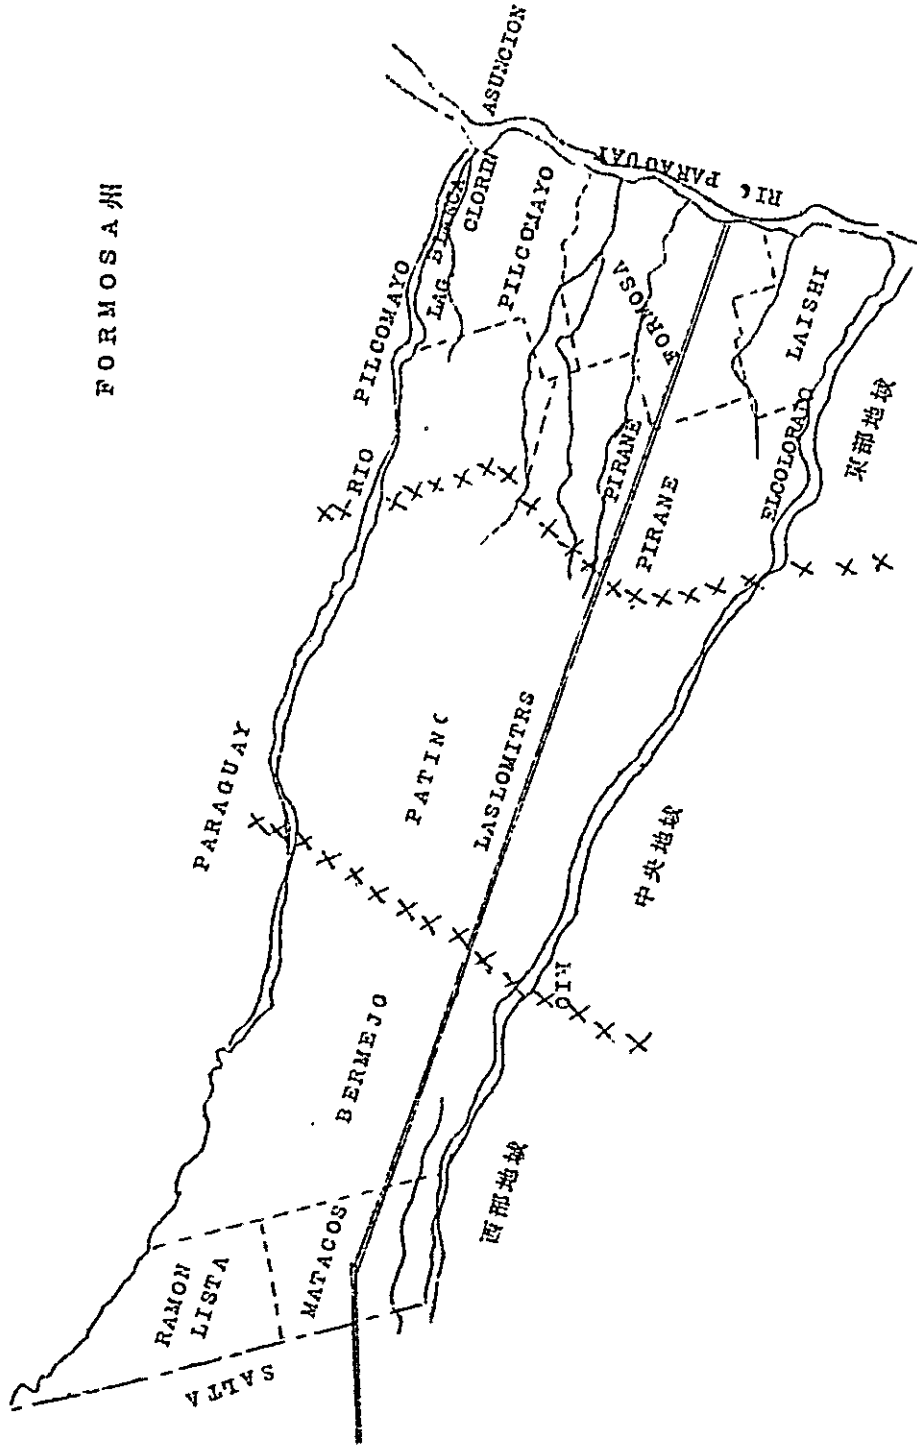 FORMOSA州
ASUNCION
RIO PARAGUAY
CLORIN
LAG BLANCA
PILCOMAYO
PILCOMAYO
RIO
FORMOSA
LAISHI
PIRANE
PIRANE
ELCOLORADO
東部地域
PARAGUAY
PATINO
LASLOMITRS
中央地域
RIO
BERMEJO
西部地域
RAMON
LISTA
MATACOS
SALTA